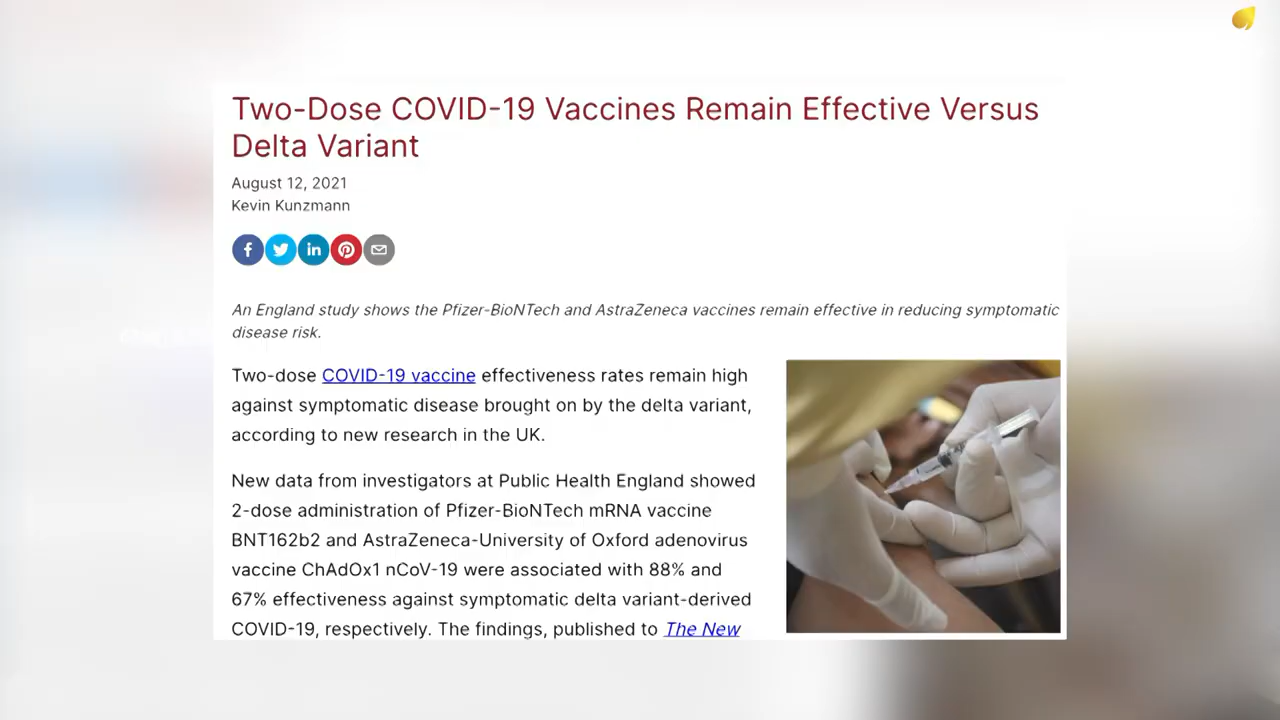 Two-Dose COVID-19 Vaccines Remain Effective Versus
Delta Variant
August 12, 2021
Kevin Kunzmann
An England study shows the Pfizer-BioNTech and AstraZeneca vaccines remain effective in reducing symptomatic
disease risk.
Two-dose COVID-19 vaccine effectiveness rates remain high
against symptomatic disease brought on by the delta variant,
according to new research in the UK.
New data from investigators at Public Health England showed
2-dose administration of Pfizer-BioNTech mRNA vaccine
BNT162b2 and AstraZeneca-University of Oxford adenovirus
vaccine ChAdOx1 nCoV-19 were associated with 88% and
67% effectiveness against symptomatic delta variant-derived
COVID-19, respectively. The findings, published to The New